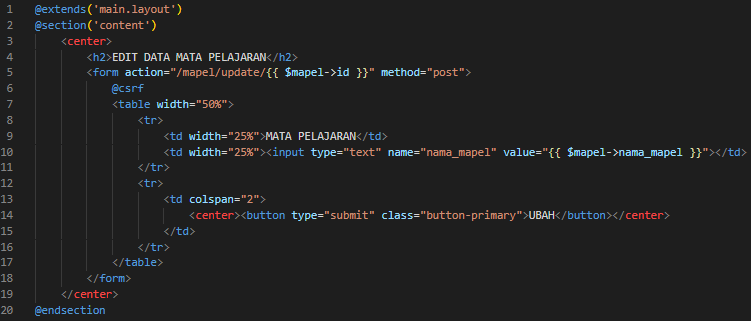 1 @extends('main.layout')
2 @section('content')
3     <center>
4         <h2>EDIT DATA MATA PELAJARAN</h2>
5         <form action="/mapel/update/{{ $mapel->id }}" method="post">
6             @csrf
7             <table width="50%">
8                 <tr>
9                     <td width="25%">MATA PELAJARAN</td>
10                     <td width="25%"><input type="text" name="nama_mapel" value="{{ $mapel->nama_mapel }}"></td>
11                 </tr>
12                 <tr>
13                     <td colspan="2">
14                         <center><button type="submit" class="button-primary">UBAH</button></center>
15                     </td>
16                 </tr>
17             </table>
18         </form>
19     </center>
20 @endsection